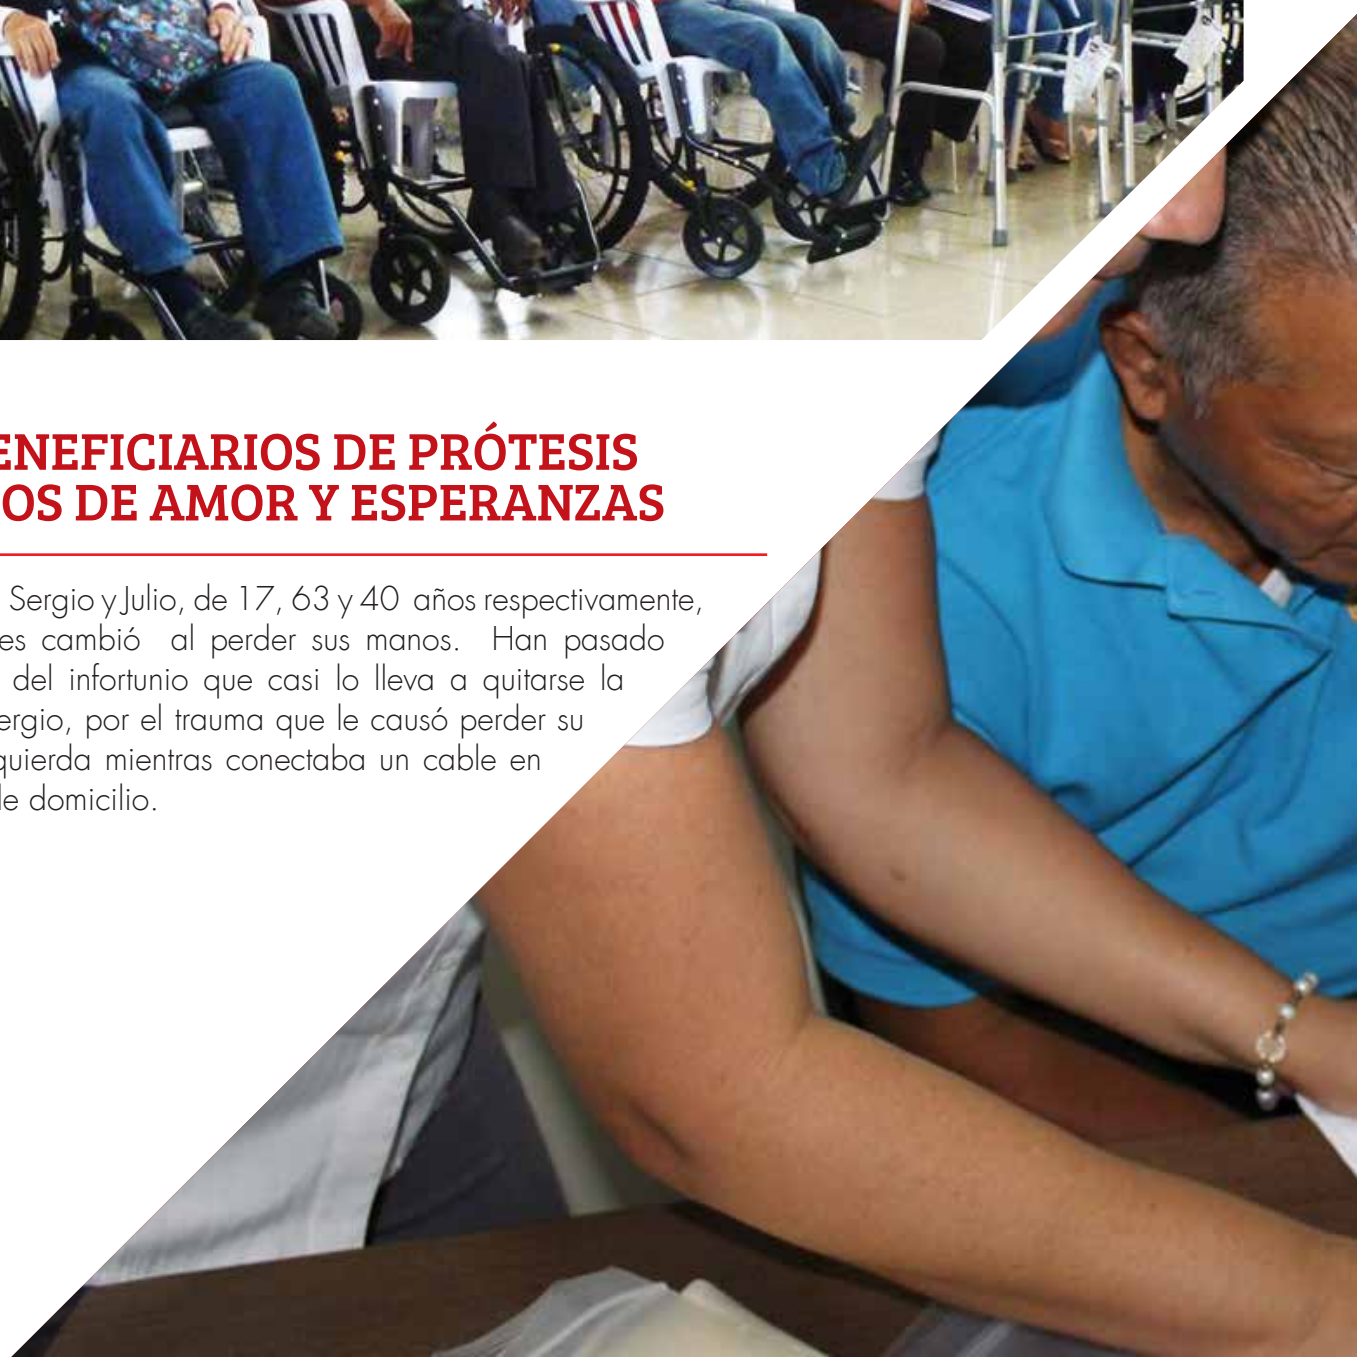 ENEFICIARIOS DE PRÓTESIS
OS DE AMOR Y ESPERANZAS
Sergio y Julio, de 17, 63 y 40 años respectivamente,
es cambió al perder sus manos. Han pasado
del infortunio que casi lo lleva a quitarse la
ergio, por el trauma que le causó perder su
quierda mientras conectaba un cable en
de domicilio.